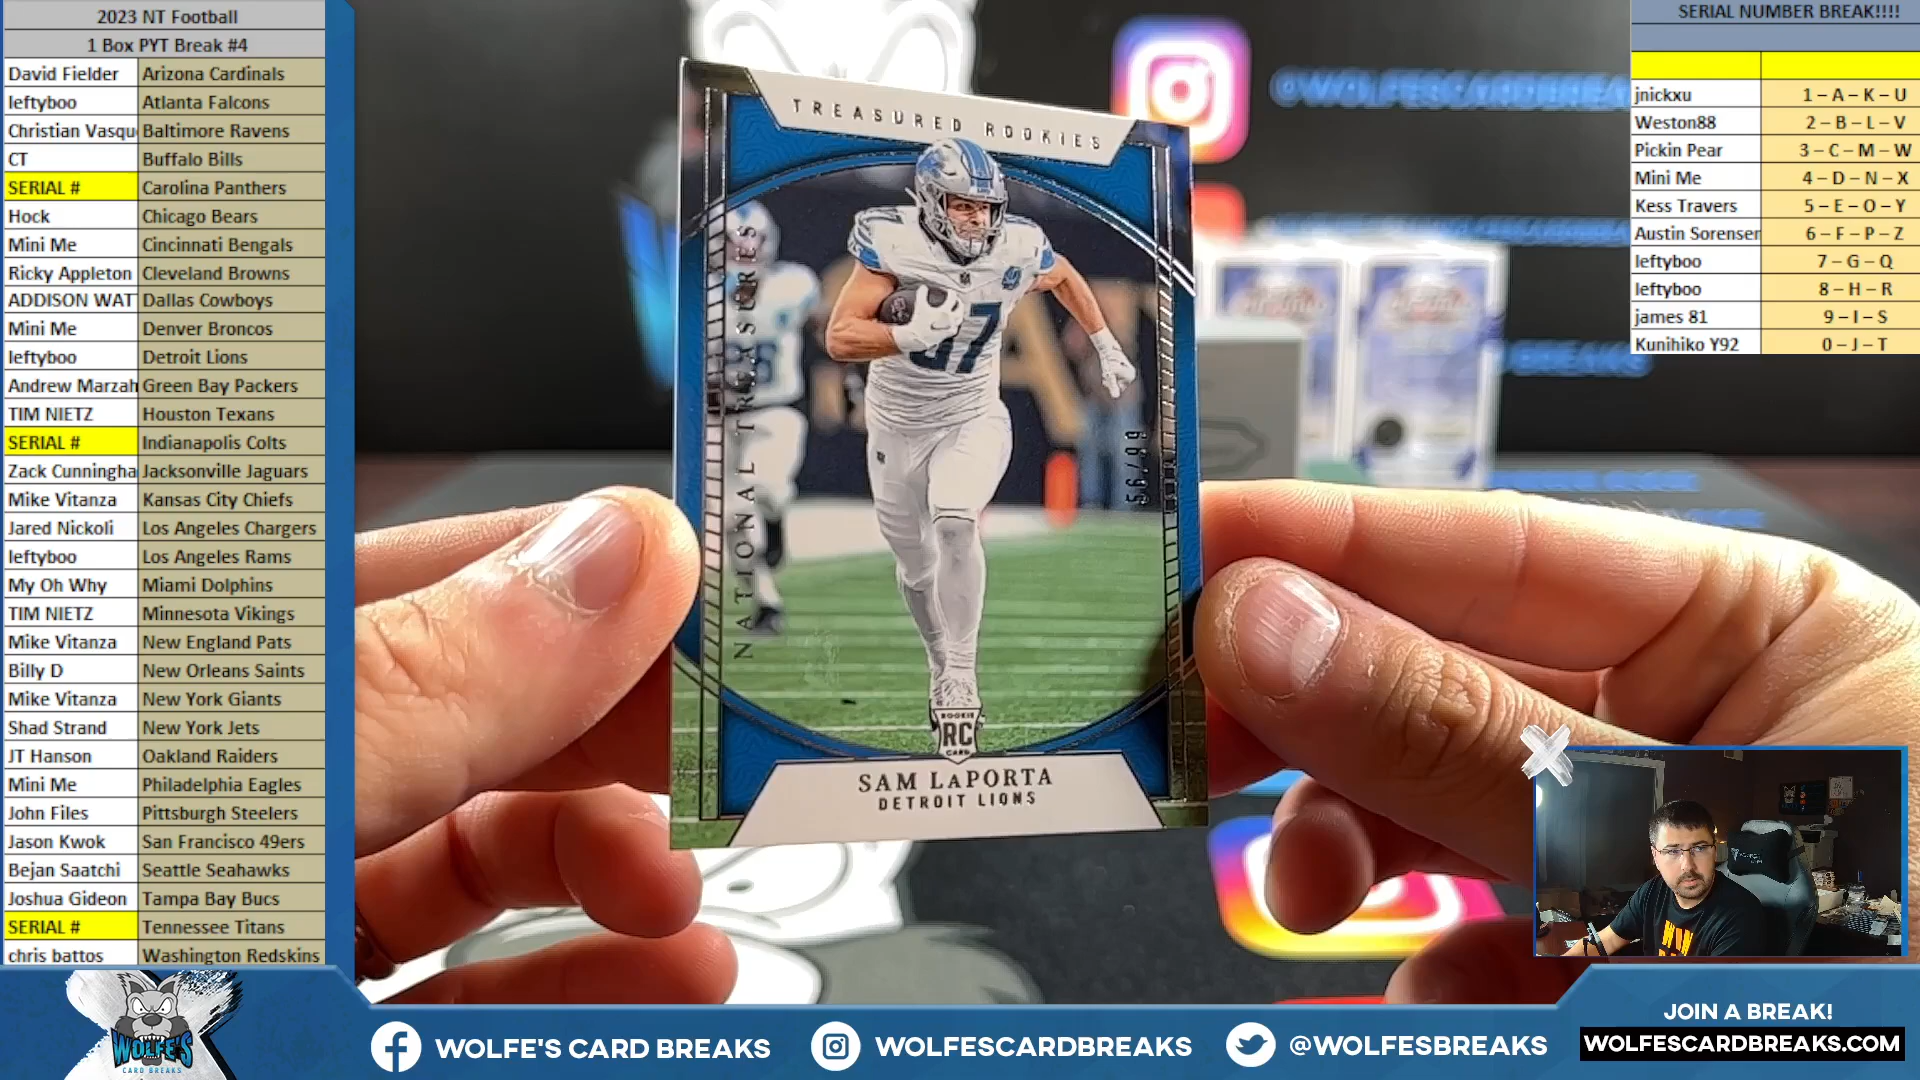 2023 NT Football
1 Box PYT Break #4
David Fielder Arizona Cardinals
leftyboo Atlanta Falcons
Christian Vasqu Baltimore Ravens
CT Buffalo Bills
SERIAL # Carolina Panthers
Hock Chicago Bears
Mini Me Cincinnati Bengals
Ricky Appleton Cleveland Browns
ADDISON WAT Dallas Cowboys
Mini Me Denver Broncos
leftyboo Detroit Lions
Andrew Marzah Green Bay Packers
TIM NIETZ Houston Texans
SERIAL # Indianapolis Colts
Zack Cunningha Jacksonville Jaguars
Mike Vitanza Kansas City Chiefs
Jared Nickoli Los Angeles Chargers
leftyboo Los Angeles Rams
My Oh Why Miami Dolphins
TIM NIETZ Minnesota Vikings
Mike Vitanza New England Pats
Billy D New Orleans Saints
Mike Vitanza New York Giants
Shad Strand New York Jets
JT Hanson Oakland Raiders
Mini Me Philadelphia Eagles
John Files Pittsburgh Steelers
Jason Kwok San Francisco 49ers
Bejan Saatchi Seattle Seahawks
Joshua Gideon Tampa Bay Bucs
SERIAL # Tennessee Titans
chris battos Washington Redskins
TREASURED ROOKIES
NATIONAL TREASURES
87
56/99
ROOKIE
RC
CARD
SAM LaPORTA
DETROIT LIONS
@WOLFESCARDBREAKS
SERIAL NUMBER BREAK!!!!
jnickxu 1 – A – K – U
Weston88 2 – B – L – V
Pickin Pear 3 – C – M – W
Mini Me 4 – D – N – X
Kess Travers 5 – E – O – Y
Austin Sorenser 6 – F – P – Z
leftyboo 7 – G – Q
leftyboo 8 – H – R
james 81 9 – I – S
Kunihiko Y92 0 – J – T
WOLFE'S
CARD BREAKS
WOLFE'S CARD BREAKS
WOLFESCARDBREAKS
@WOLFESBREAKS
JOIN A BREAK!
WOLFESCARDBREAKS.COM